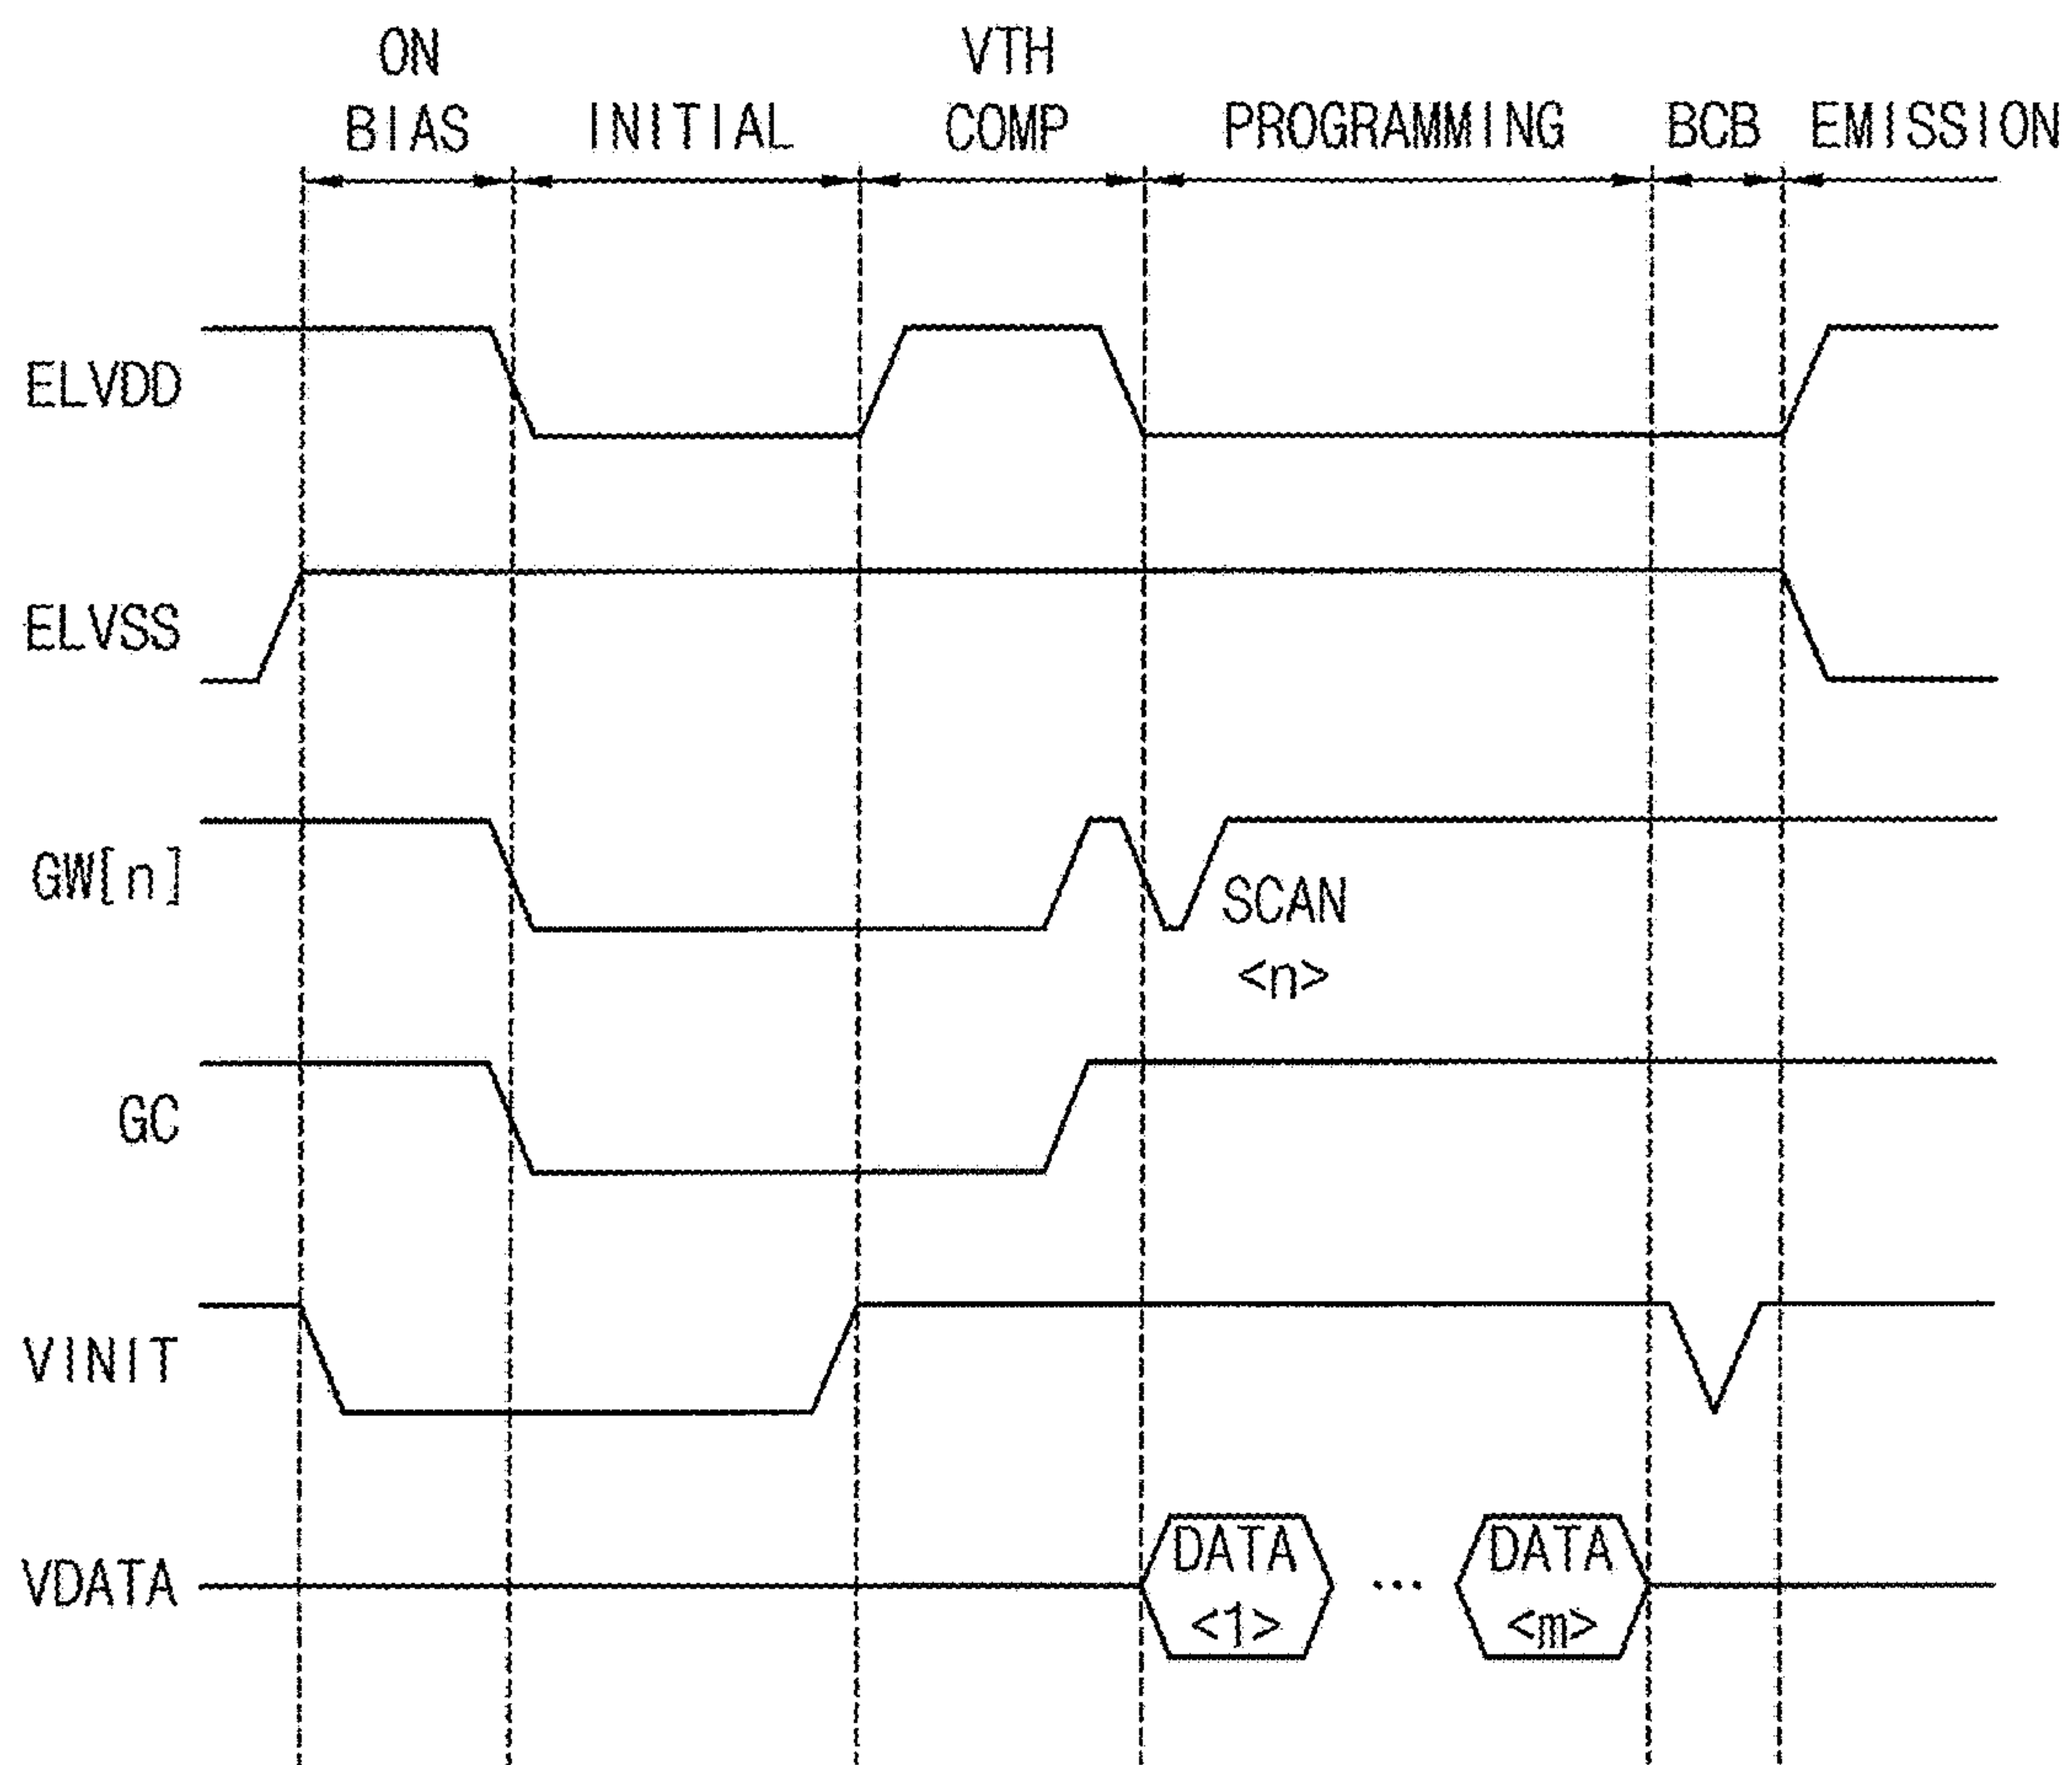 ON BIAS
INITIAL
VTH COMP
PROGRAMMING
BCB
EMISSION
ELVDD
ELVSS
GW[n]
SCAN
<n>
GC
VINIT
VDATA
DATA
<1>
...
DATA
<m>